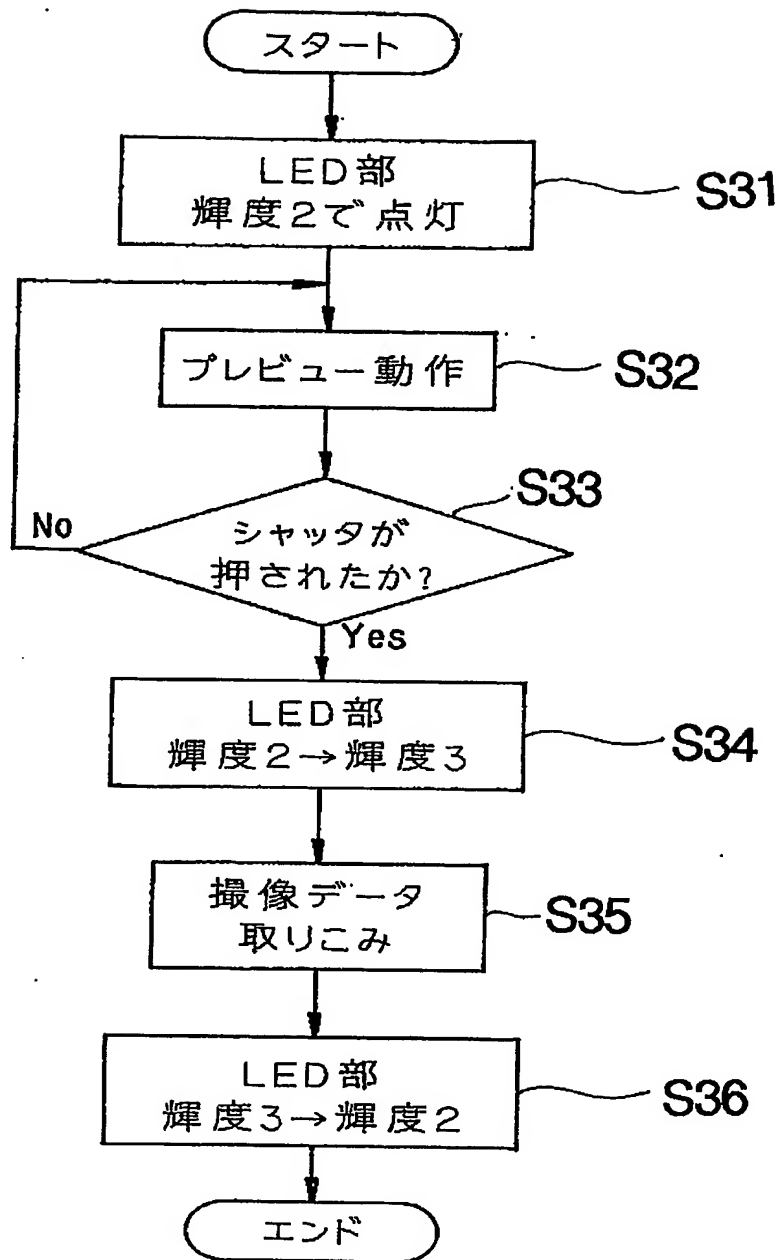 スタート
LED部
輝度2で点灯
S31
プレビュー動作
S32
S33
シャッタが
押されたか?
No
Yes
LED部
輝度2→輝度3
S34
撮像データ
取りこみ
S35
LED部
輝度3→輝度2
S36
エンド